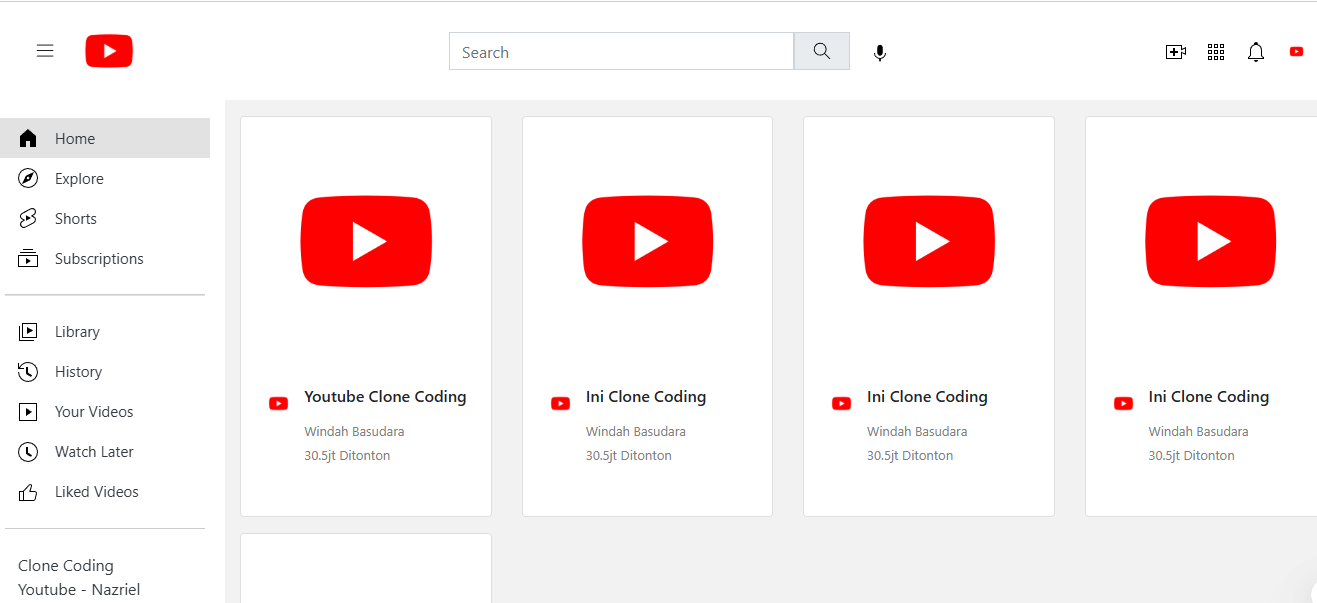 Search
Home
Explore
Shorts
Subscriptions
Library
History
Your Videos
Watch Later
Liked Videos
Clone Coding
Youtube - Nazriel
Youtube Clone Coding
Windah Basudara
30.5jt Ditonton
Ini Clone Coding
Windah Basudara
30.5jt Ditonton
Ini Clone Coding
Windah Basudara
30.5jt Ditonton
Ini Clone Coding
Windah Basudara
30.5jt Ditonton